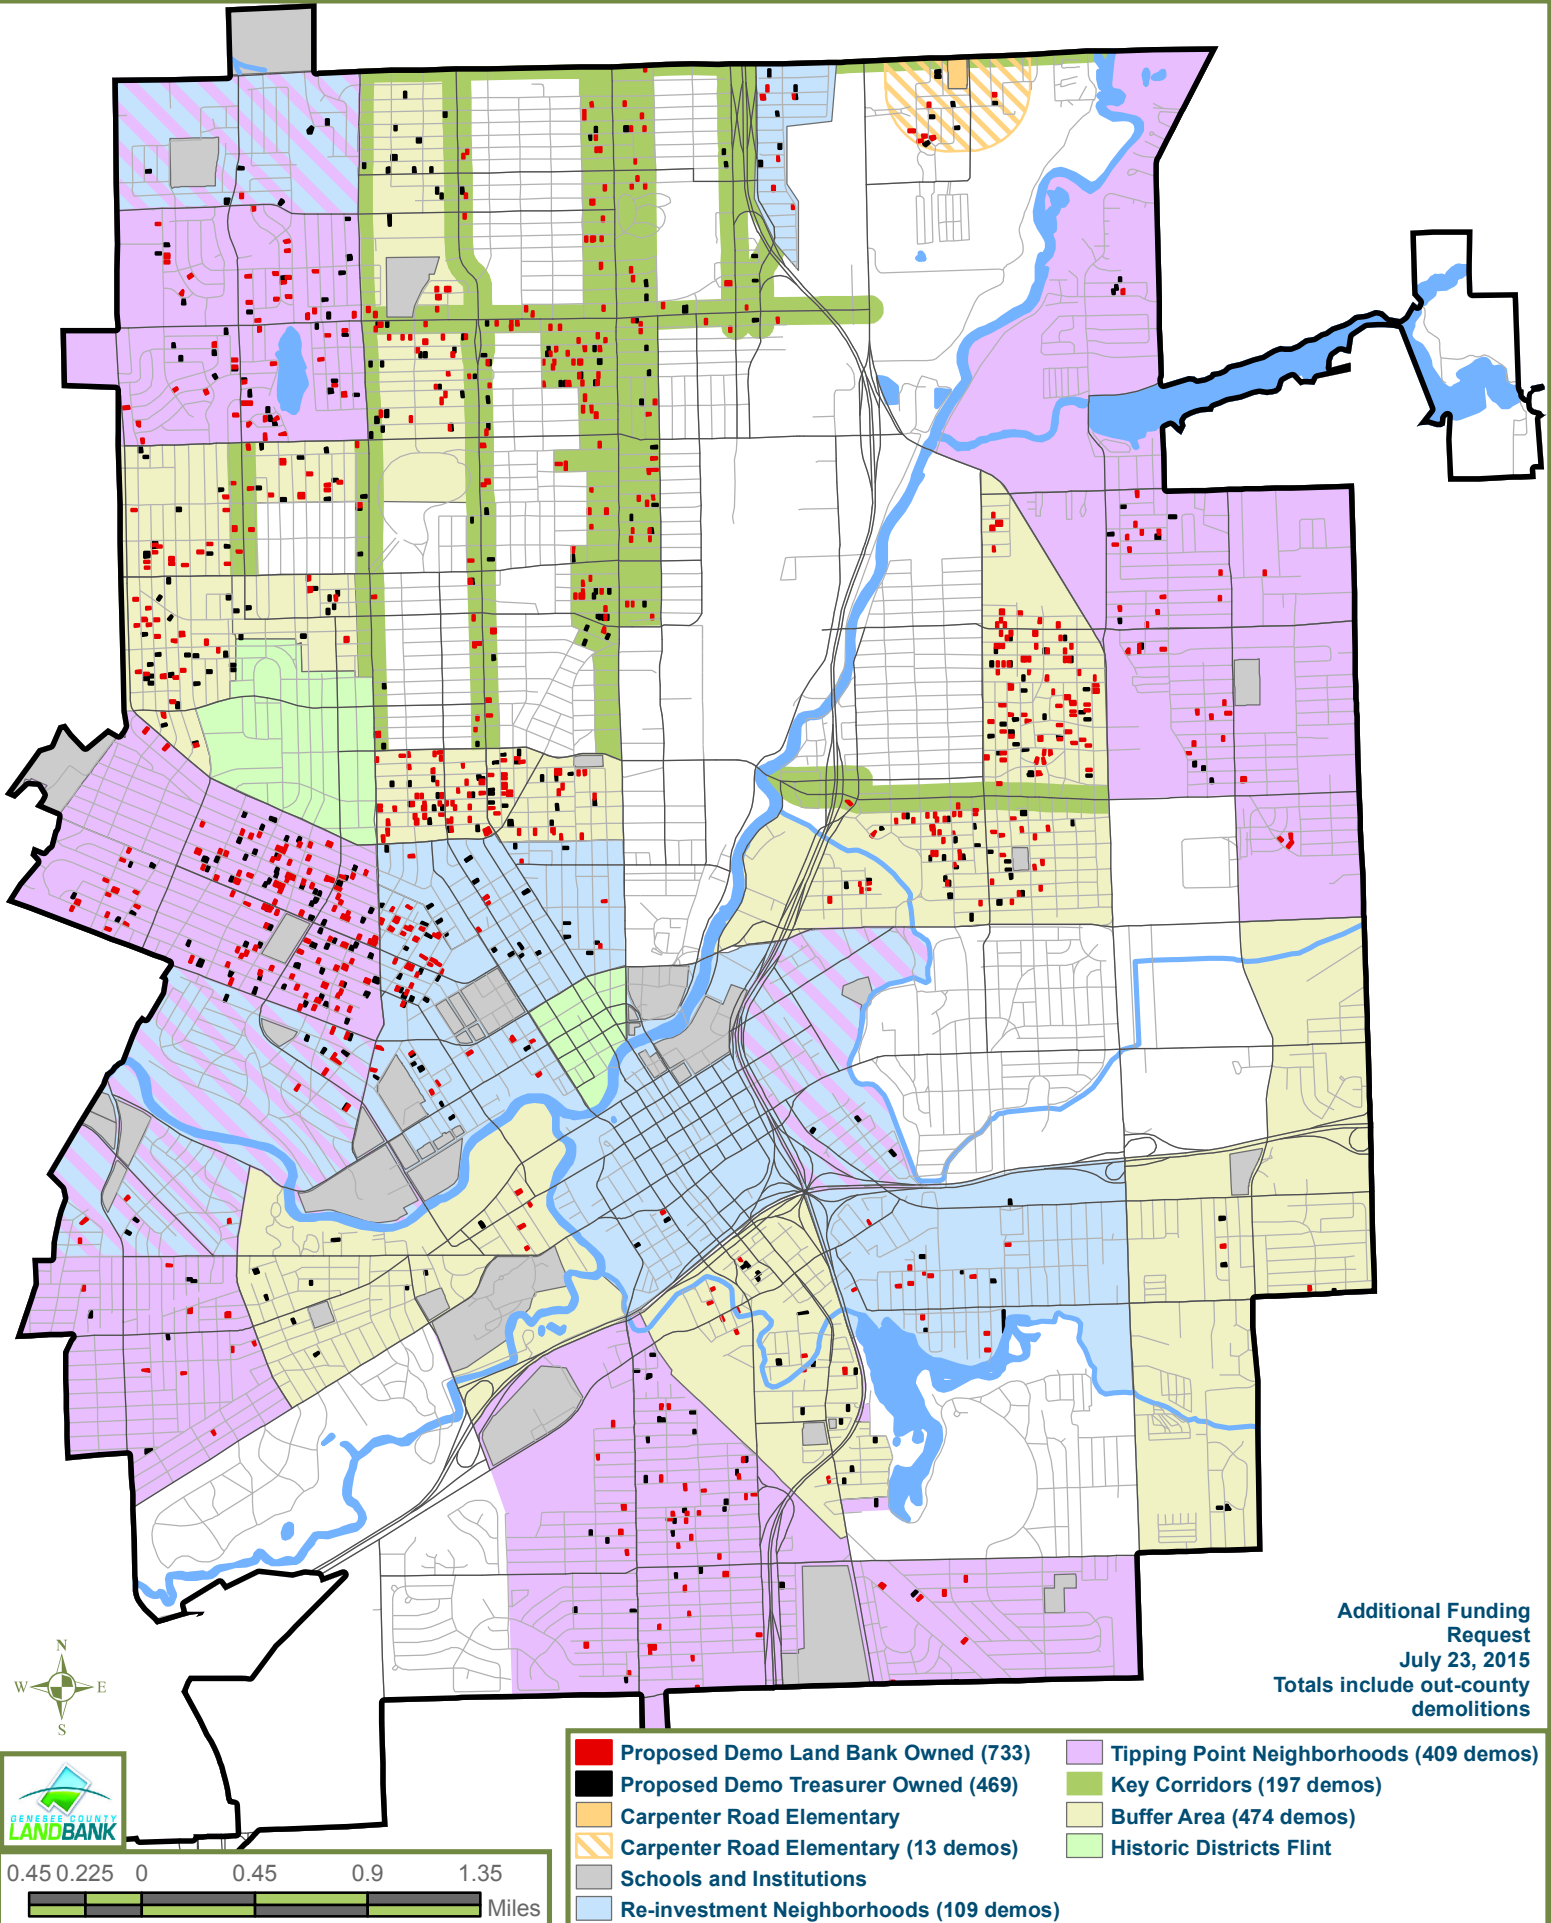 Additional Funding
Request
July 23, 2015
Totals include out-county
demolitions
N
W E
S
GENESEE COUNTY
LANDBANK
0.45 0.225 0 0.45 0.9 1.35
Miles
Proposed Demo Land Bank Owned (733)
Proposed Demo Treasurer Owned (469)
Carpenter Road Elementary
Carpenter Road Elementary (13 demos)
Schools and Institutions
Re-investment Neighborhoods (109 demos)
Tipping Point Neighborhoods (409 demos)
Key Corridors (197 demos)
Buffer Area (474 demos)
Historic Districts Flint